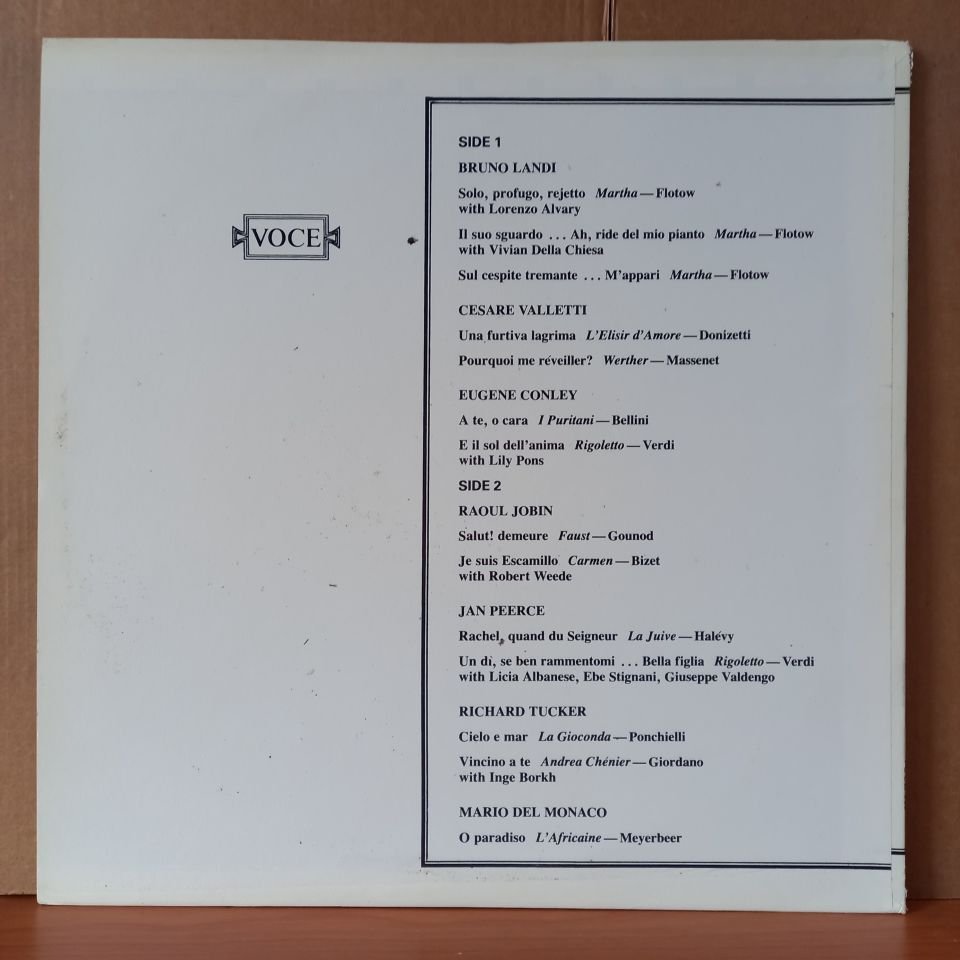 VOCE
SIDE 1
BRUNO LANDI
Solo, profugo, rejetto Martha—Flotow
with Lorenzo Alvary
Il suo sguardo ... Ah, ride del mio pianto Martha—Flotow
with Vivian Della Chiesa
Sul cespite tremante ... M'appari Martha—Flotow
CESARE VALLETTI
Una furtiva lagrima L'Elisir d'Amore—Donizetti
Pourquoi me réveiller? Werther—Massenet
EUGENE CONLEY
A te, o cara I Puritani—Bellini
E il sol dell'anima Rigoletto—Verdi
with Lily Pons
SIDE 2
RAOUL JOBIN
Salut! demeure Faust—Gounod
Je suis Escamillo Carmen—Bizet
with Robert Weede
JAN PEERCE
Rachel, quand du Seigneur La Juive—Halévy
Un dì, se ben rammentomi ... Bella figlia Rigoletto—Verdi
with Licia Albanese, Ebe Stignani, Giuseppe Valdengo
RICHARD TUCKER
Cielo e mar La Gioconda—Ponchielli
Vincino a te Andrea Chénier—Giordano
with Inge Borkh
MARIO DEL MONACO
O paradiso L'Africaine—Meyerbeer